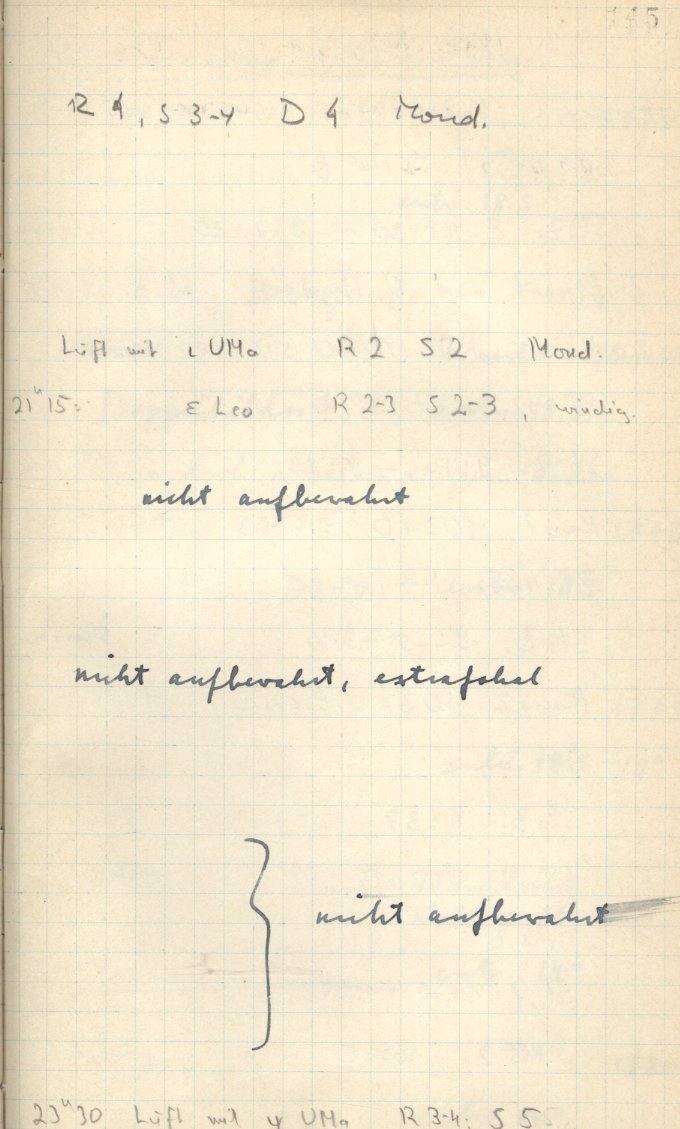 R 4, S 3-4 D 4 Mond.
Luft mit ι UMa R 2 S 2 Mond.
21ʰ15: ε Leo R 2-3 S 2-3, windig.
nicht aufbewahrt
nicht aufbewahrt, extrafokal
nicht aufbewahrt
23ʰ30 Luft mit ψ UMa R 3-4; S 5